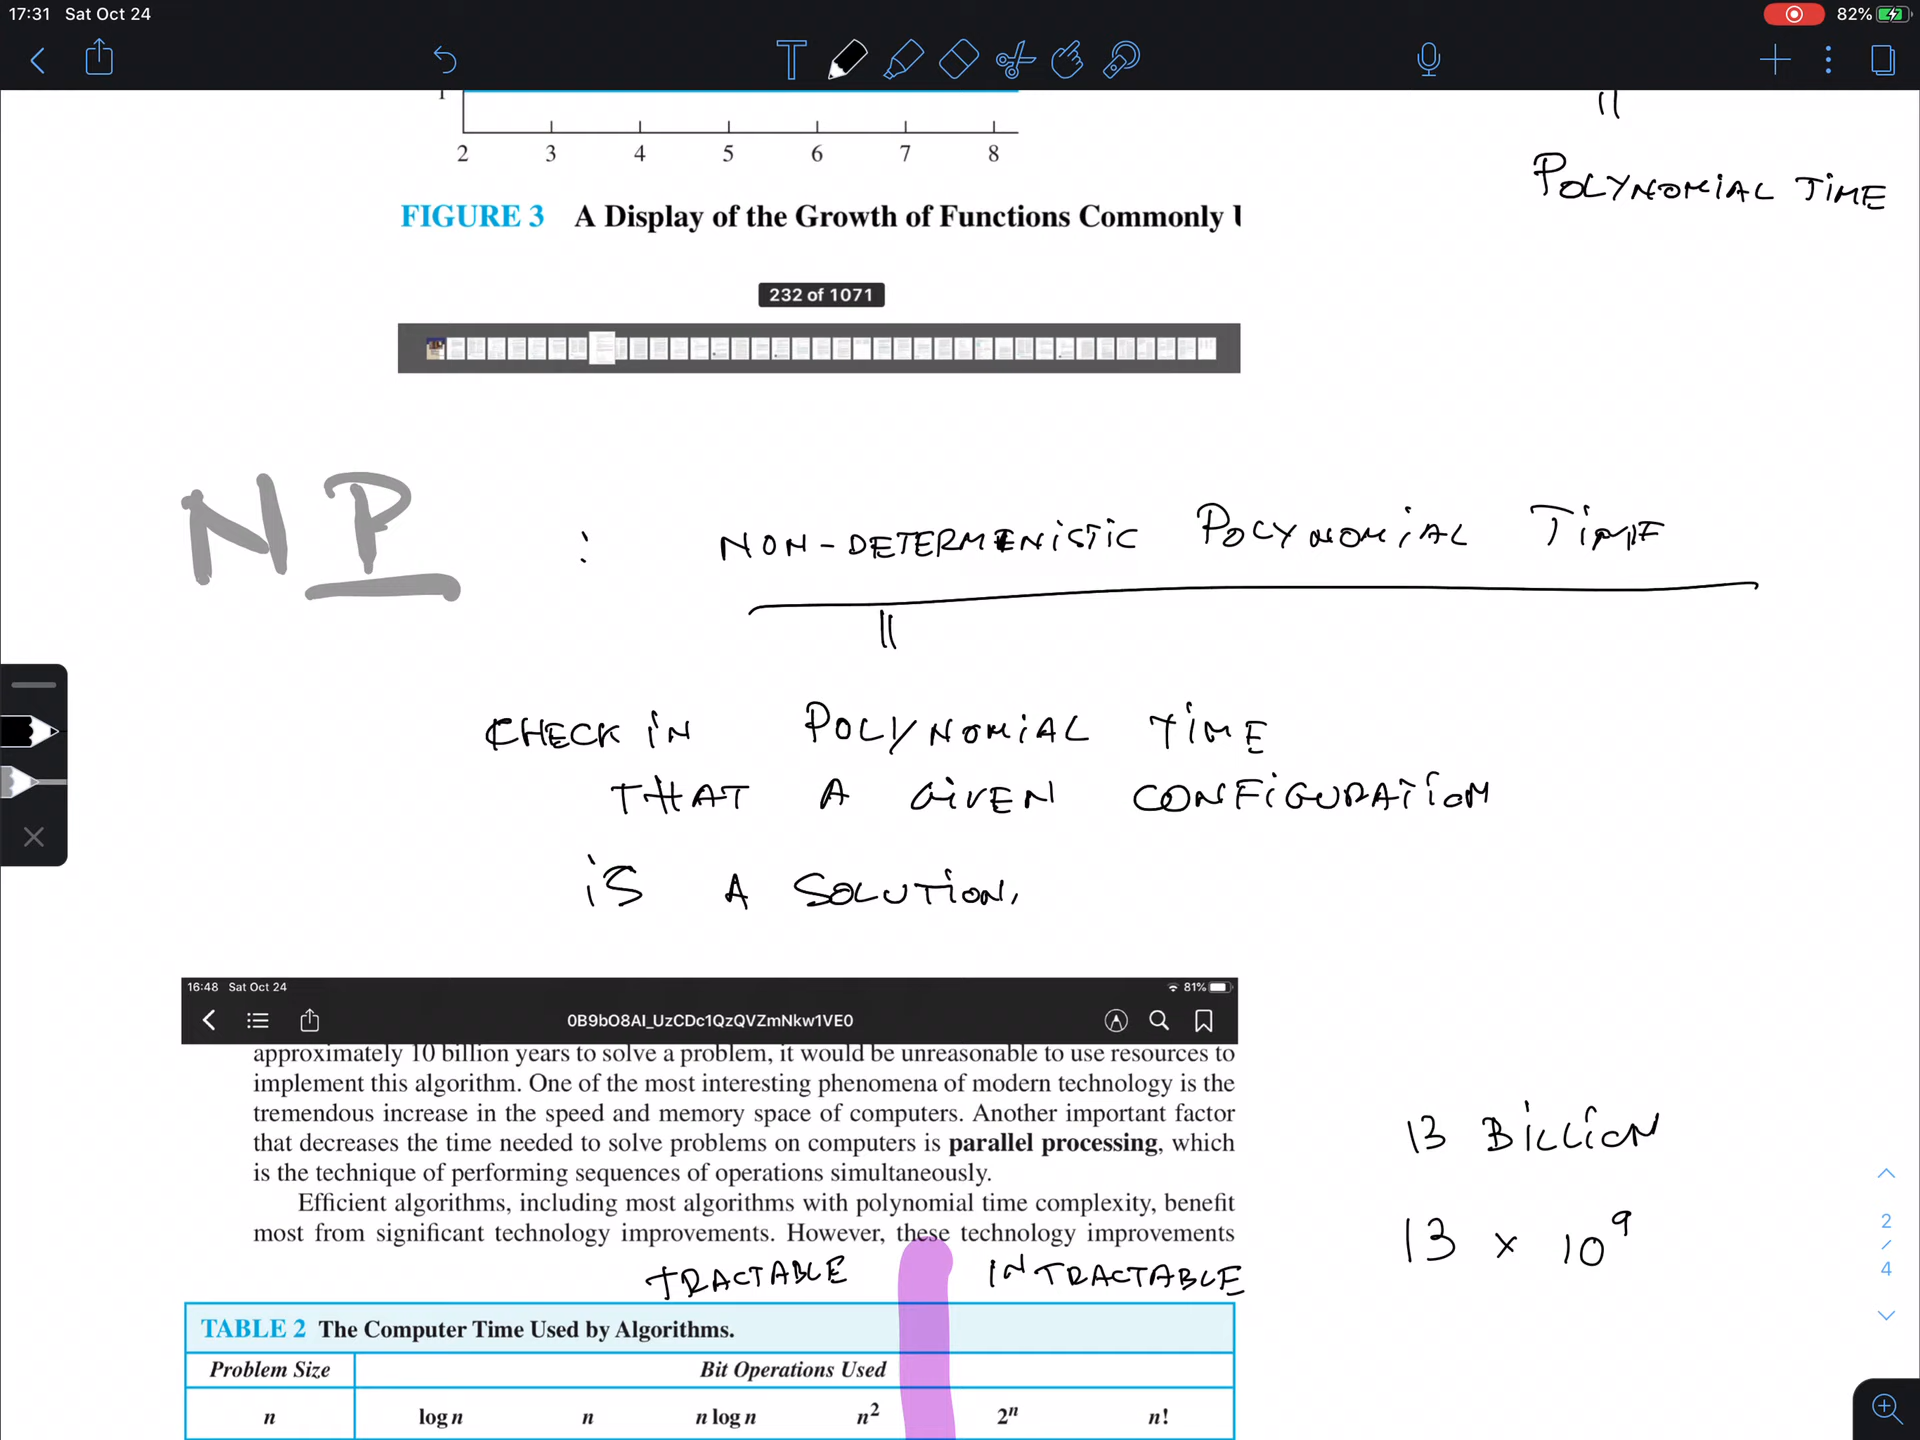 17:31 Sat Oct 24
82%
T
1
2 3 4 5 6 7 8
POLYNOMIAL TIME
FIGURE 3 A Display of the Growth of Functions Commonly
232 of 1071
NP : NON-DETERMENISTIC POLYNOMIAL TIME
CHECK IN POLYNOMIAL TIME
THAT A GIVEN CONFIGURATION
IS A SOLUTION.
16:48 Sat Oct 24
81%
0B9bO8AI_UzCDc1QzQVZmNkw1VE0
approximately 10 billion years to solve a problem, it would be unreasonable to use resources to
implement this algorithm. One of the most interesting phenomena of modern technology is the
tremendous increase in the speed and memory space of computers. Another important factor
that decreases the time needed to solve problems on computers is parallel processing, which
is the technique of performing sequences of operations simultaneously.
Efficient algorithms, including most algorithms with polynomial time complexity, benefit
most from significant technology improvements. However, these technology improvements
13 BILLION
13 x 10⁹
2/4
TRACTABLE INTRACTABLE
TABLE 2 The Computer Time Used by Algorithms.
Problem Size Bit Operations Used
n log n n n log n n² 2ⁿ n!